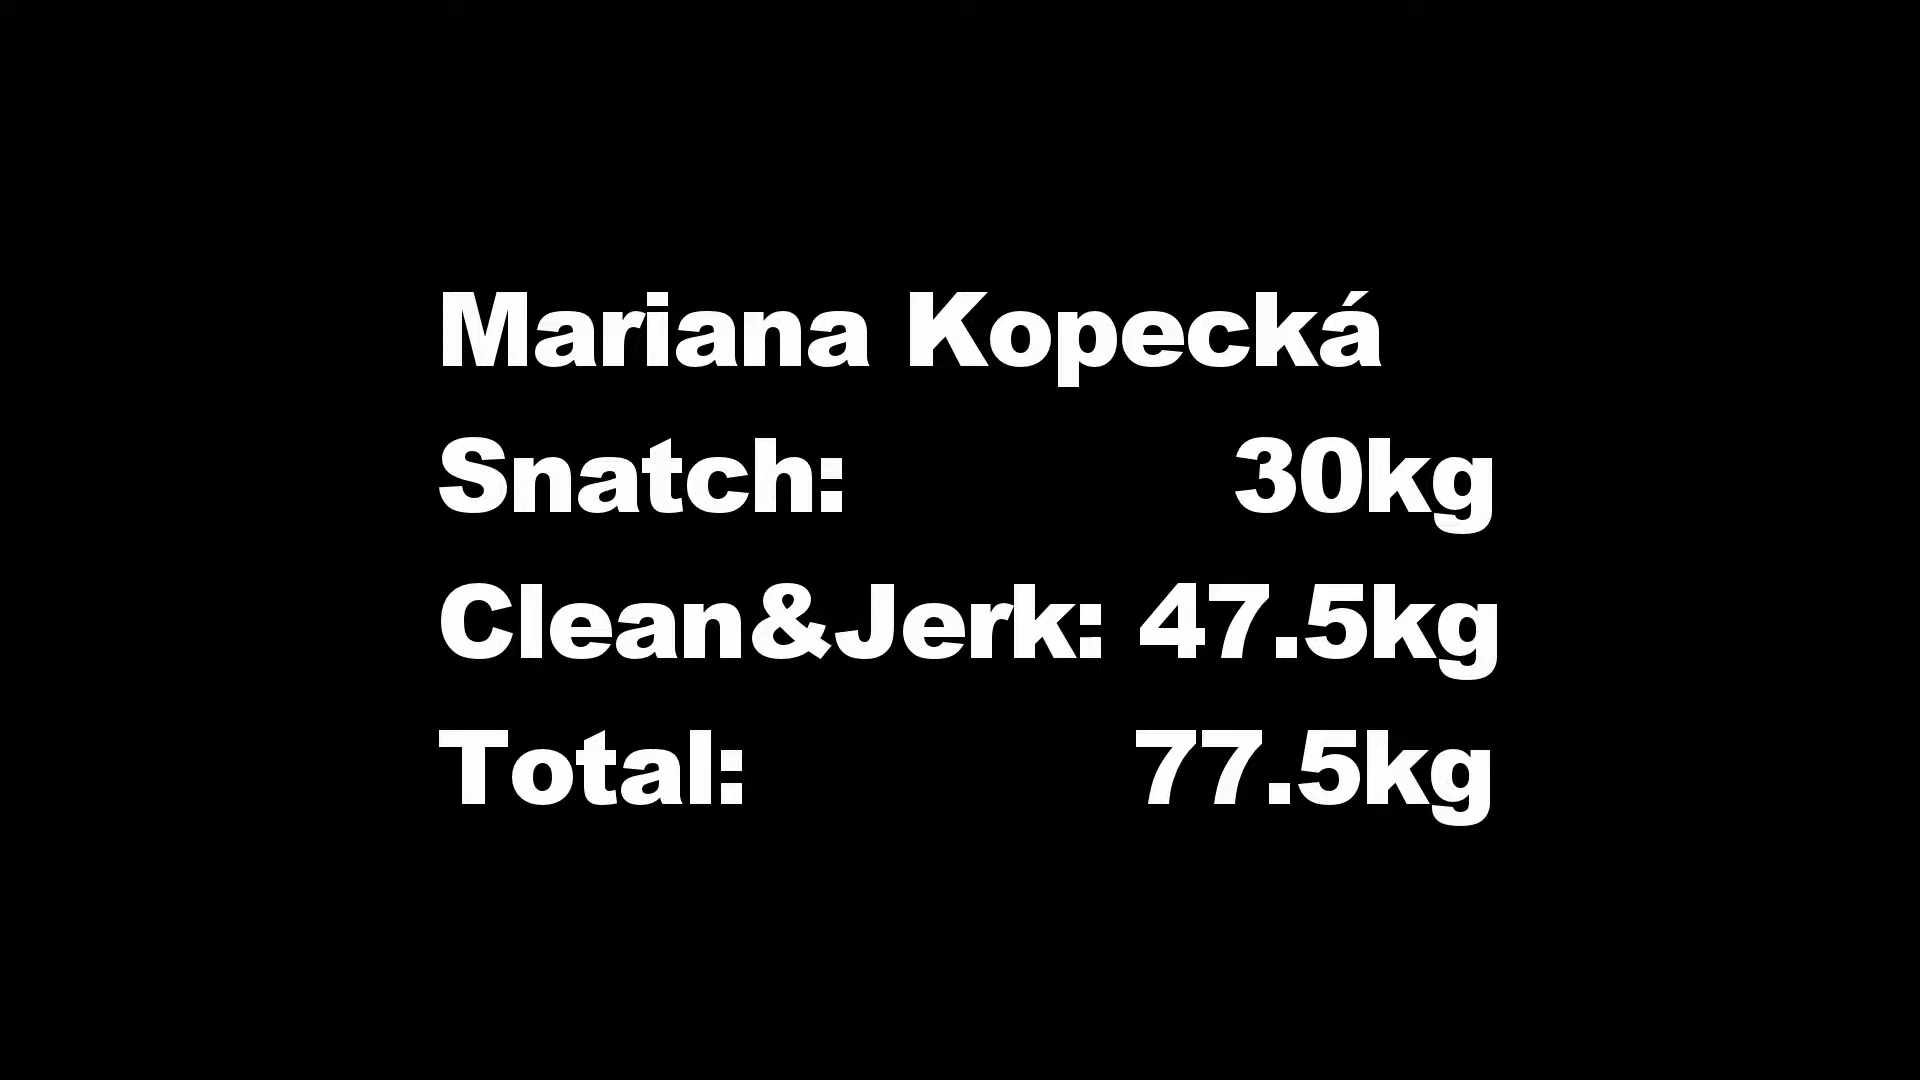 Mariana Kopecká
Snatch: 30kg
Clean&Jerk: 47.5kg
Total: 77.5kg